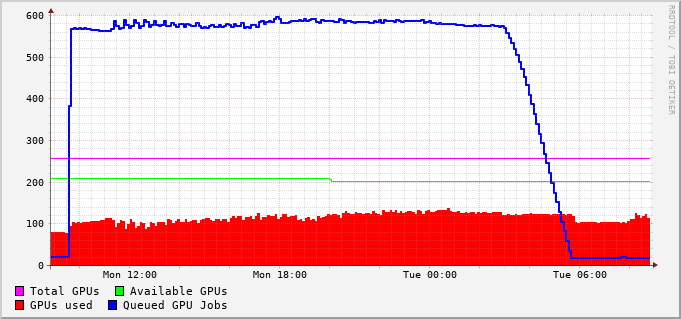 600
500
400
300
200
100
0
Mon 12:00 Mon 18:00 Tue 00:00 Tue 06:00
Total GPUs Available GPUs
GPUs used Queued GPU Jobs
RRDTOOL / TOBI OETIKER